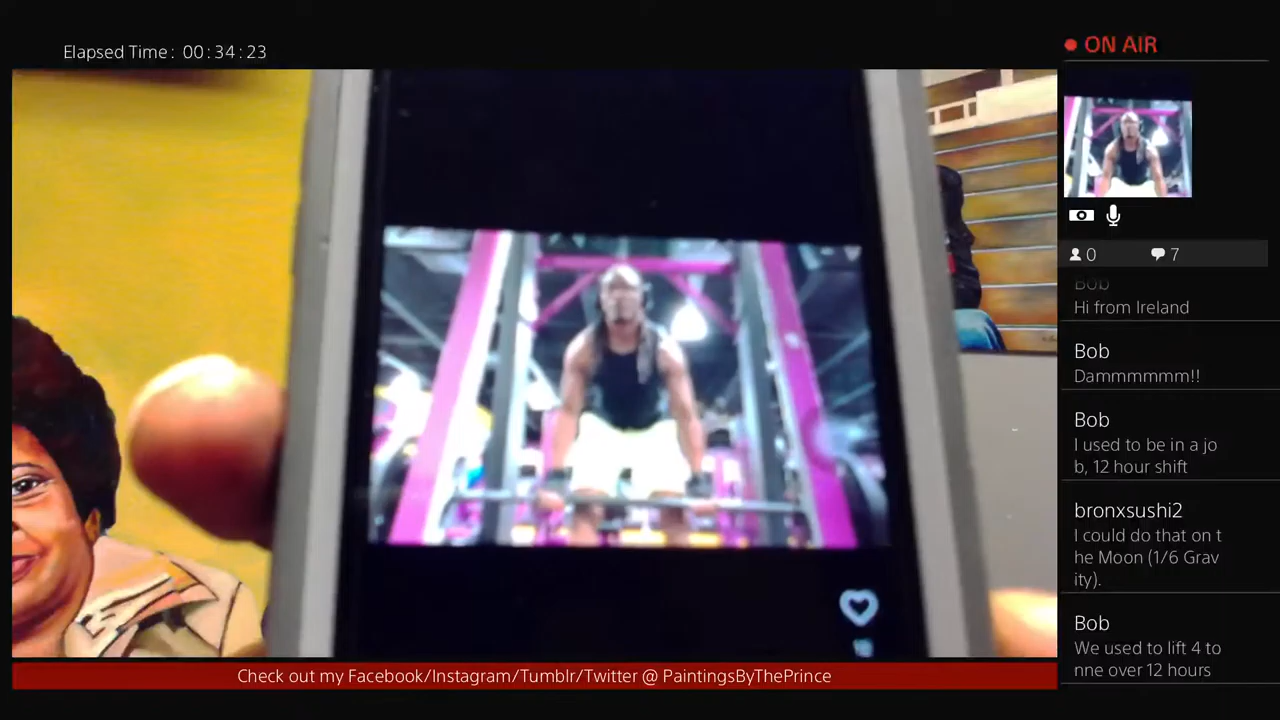 Elapsed Time: 00:34:23
ON AIR
0 7
Bob
Hi from Ireland
Bob
Dammmmmm!!
Bob
I used to be in a jo
b, 12 hour shift
bronxsushi2
I could do that on t
he Moon (1/6 Grav
ity).
Bob
We used to lift 4 to
nne over 12 hours
Check out my Facebook/Instagram/Tumblr/Twitter @ PaintingsByThePrince